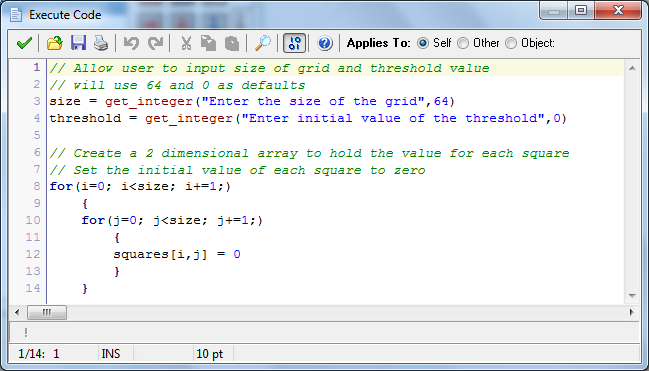 Execute Code
Applies To: Self Other Object:
1 // Allow user to input size of grid and threshold value
2 // will use 64 and 0 as defaults
3 size = get_integer("Enter the size of the grid",64)
4 threshold = get_integer("Enter initial value of the threshold",0)
5
6 // Create a 2 dimensional array to hold the value for each square
7 // Set the initial value of each square to zero
8 for(i=0; i<size; i+=1;)
9     {
10     for(j=0; j<size; j+=1;)
11         {
12         squares[i,j] = 0
13         }
14     }
!
1/14: 1 INS 10 pt